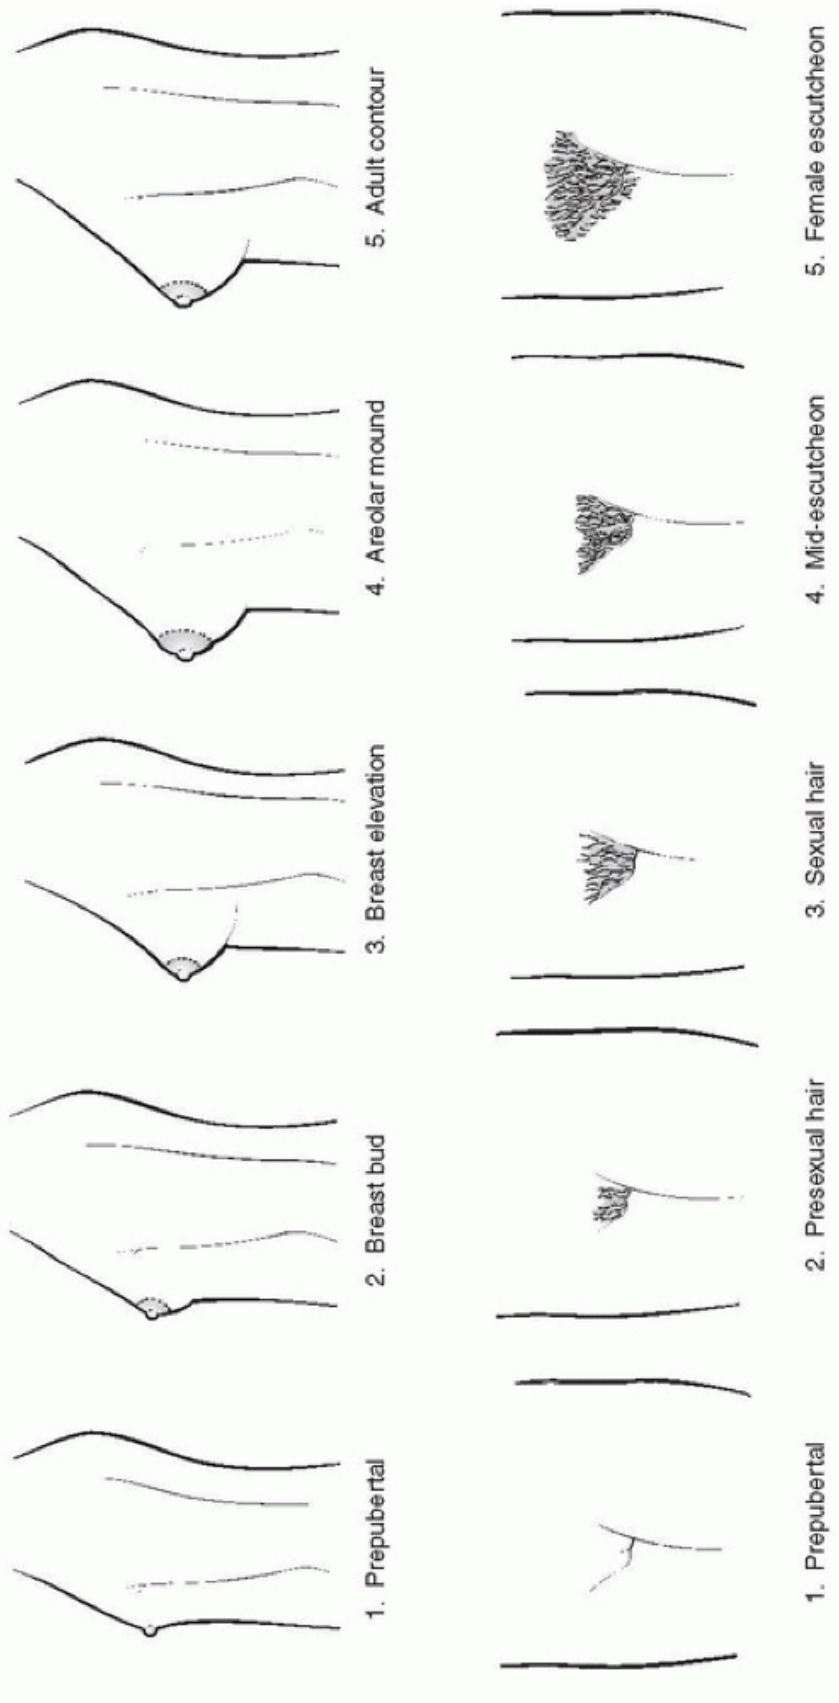 1. Prepubertal
2. Breast bud
3. Breast elevation
4. Areolar mound
5. Adult contour
1. Prepubertal
2. Presexual hair
3. Sexual hair
4. Mid-escutcheon
5. Female escutcheon